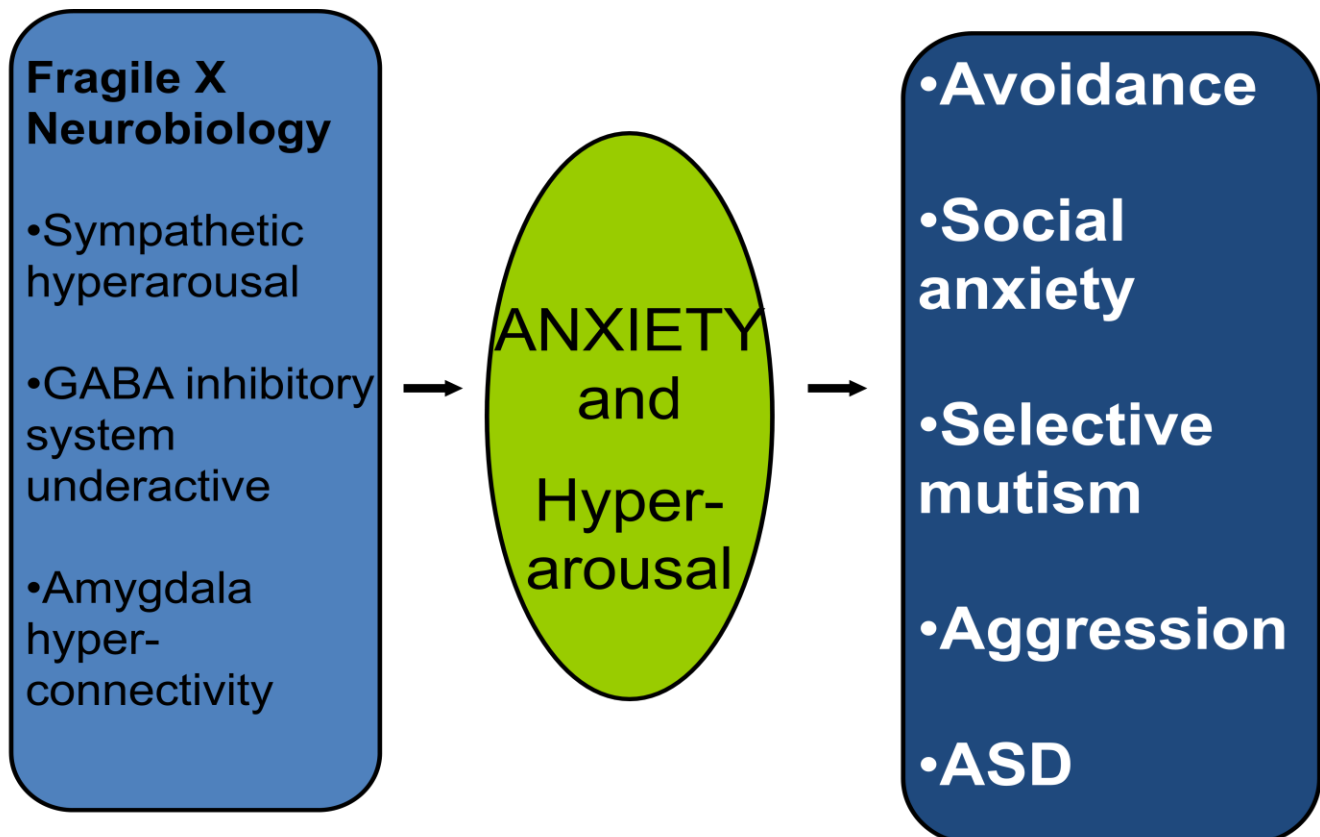 Fragile X
Neurobiology
•Sympathetic
hyperarousal
•GABA inhibitory
system
underactive
•Amygdala
hyper-
connectivity
ANXIETY
and
Hyper-
arousal
•Avoidance
•Social
anxiety
•Selective
mutism
•Aggression
•ASD